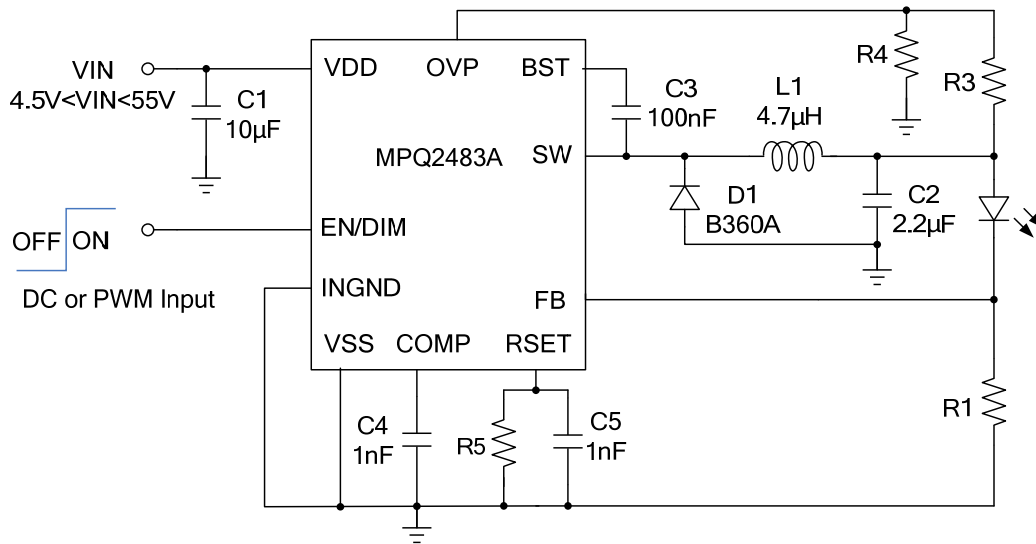 VIN
4.5V<VIN<55V
C1
10µF
VDD
OVP
BST
MPQ2483A
SW
C3
100nF
L1
4.7µH
R4
R3
D1
B360A
C2
2.2µF
OFF
ON
DC or PWM Input
EN/DIM
INGND
FB
VSS
COMP
RSET
C4
1nF
R5
C5
1nF
R1